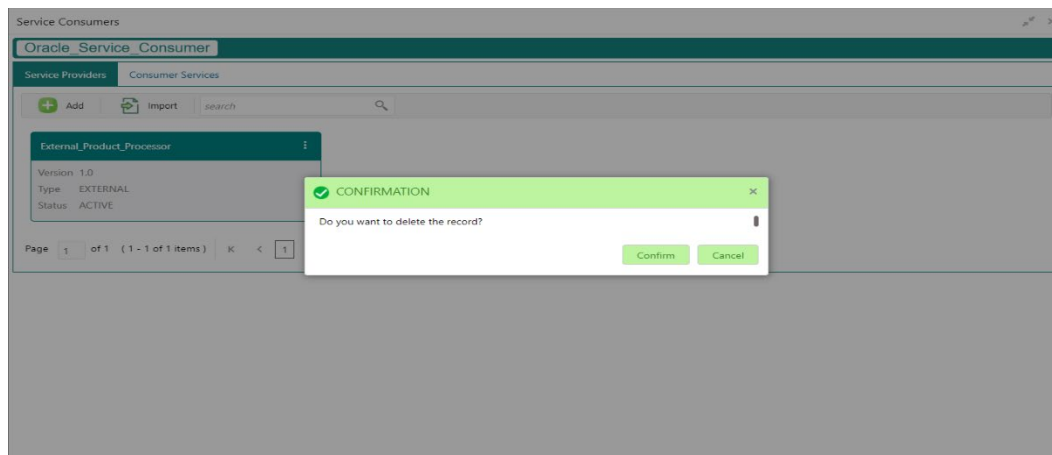 Service Consumers
Oracle_Service_Consumer
Service Providers Consumer Services
Add Import search
External_Product_Processor
Version 1.0
Type EXTERNAL
Status ACTIVE
CONFIRMATION
Do you want to delete the record?
Confirm Cancel
Page 1 of 1 ( 1 - 1 of 1 items ) K < 1